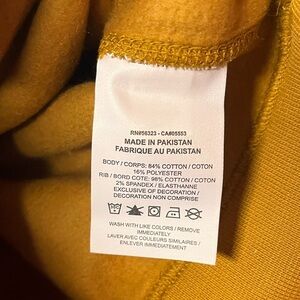 RN#56323 - CA#05553
MADE IN PAKISTAN
FABRIQUE AU PAKISTAN
BODY / CORPS: 84% COTTON / COTON
16% POLYESTER
RIB / BORD COTE: 98% COTTON / COTON
2% SPANDEX / ELASTHANNE
EXCLUSIVE OF DECORATION /
DECORATION NON COMPRISE
WASH WITH LIKE COLORS / REMOVE
IMMEDIATELY
LAVER AVEC COULEURS SIMILAIRES /
ENLEVER IMMEDIATEMENT